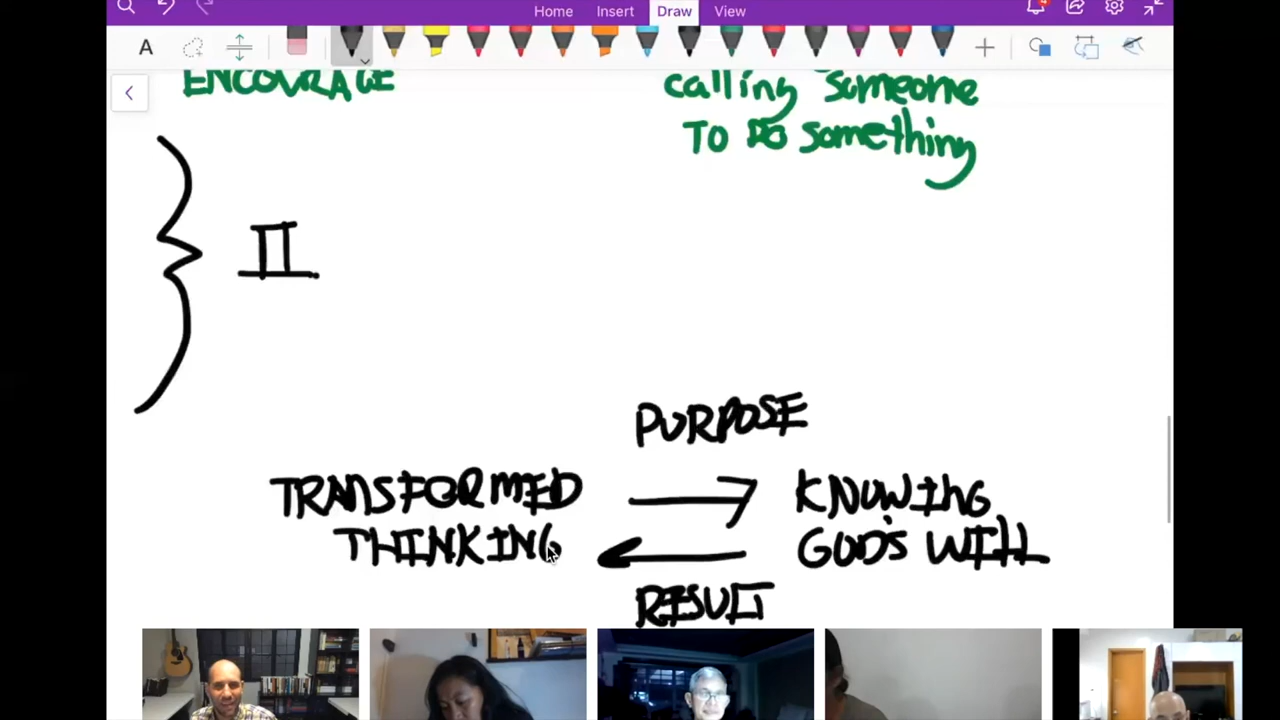 Home Insert Draw View
A
ENCOURAGE
calling someone
TO DO something
II
PURPOSE
TRANSFORMED
THINKING
KNOWING
GOD'S WILL
RESULT